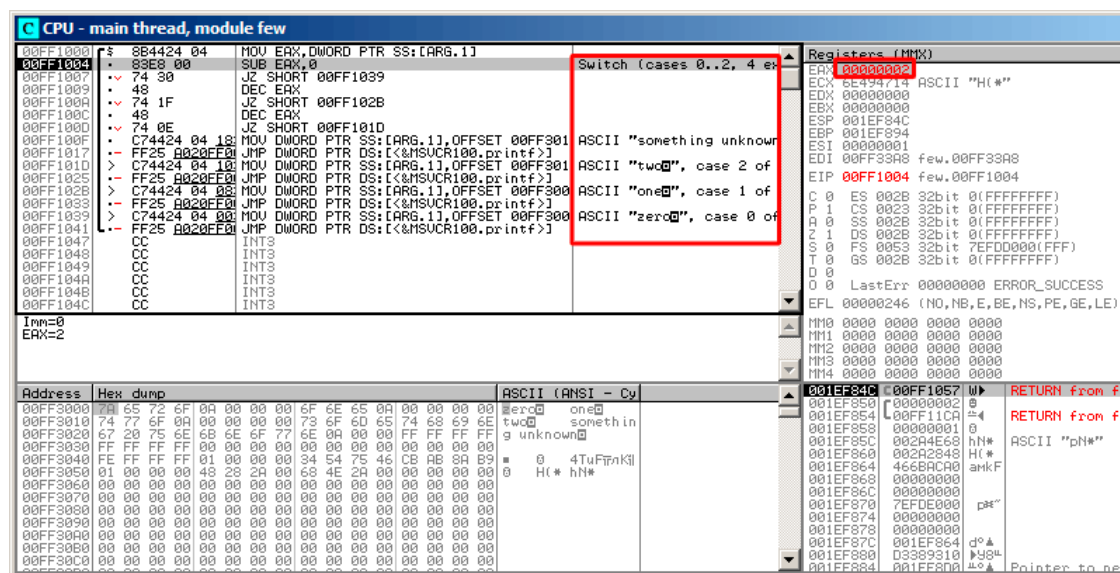 CPU - main thread, module few
00FF1000 $ 8B4424 04 MOV EAX,DWORD PTR SS:[ARG.1]
00FF1004 · 83E8 00 SUB EAX,0 Switch (cases 0..2, 4 ex
00FF1007 ·v 74 30 JZ SHORT 00FF1039
00FF1009 · 48 DEC EAX
00FF100A ·v 74 1F JZ SHORT 00FF102B
00FF100C · 48 DEC EAX
00FF100D ·v 74 0E JZ SHORT 00FF101D
00FF100F · C74424 04 18: MOV DWORD PTR SS:[ARG.1],OFFSET 00FF301 ASCII "something unknown
00FF1017 ·- FF25 A020FF0 JMP DWORD PTR DS:[<&MSVCR100.printf>]
00FF101D > C74424 04 10: MOV DWORD PTR SS:[ARG.1],OFFSET 00FF301 ASCII "two◙", case 2 of
00FF1025 ·- FF25 A020FF0 JMP DWORD PTR DS:[<&MSVCR100.printf>]
00FF102B > C74424 04 08: MOV DWORD PTR SS:[ARG.1],OFFSET 00FF300 ASCII "one◙", case 1 of
00FF1033 ·- FF25 A020FF0 JMP DWORD PTR DS:[<&MSVCR100.printf>]
00FF1039 > C74424 04 00: MOV DWORD PTR SS:[ARG.1],OFFSET 00FF300 ASCII "zero◙", case 0 of
00FF1041 ·- FF25 A020FF0 JMP DWORD PTR DS:[<&MSVCR100.printf>]
00FF1047 CC INT3
00FF1048 CC INT3
00FF1049 CC INT3
00FF104A CC INT3
00FF104B CC INT3
00FF104C CC INT3
Registers (MMX)
EAX 00000002
ECX 6E494714 ASCII "H(*"
EDX 00000000
EBX 00000000
ESP 001EF84C
EBP 001EF894
ESI 00000001
EDI 00FF33A8 few.00FF33A8
EIP 00FF1004 few.00FF1004
C 0 ES 002B 32bit 0(FFFFFFFF)
P 1 CS 0023 32bit 0(FFFFFFFF)
A 0 SS 002B 32bit 0(FFFFFFFF)
Z 1 DS 002B 32bit 0(FFFFFFFF)
S 0 FS 0053 32bit 7EFDD000(FFF)
T 0 GS 002B 32bit 0(FFFFFFFF)
D 0
O 0 LastErr 00000000 ERROR_SUCCESS
EFL 00000246 (NO,NB,E,BE,NS,PE,GE,LE)
MM0 0000 0000 0000 0000
MM1 0000 0000 0000 0000
MM2 0000 0000 0000 0000
MM3 0000 0000 0000 0000
MM4 0000 0000 0000 0000
Imm=0
EAX=2
Address Hex dump ASCII (ANSI - Cy
00FF3000 7A 65 72 6F 0A 00 00 00 6F 6E 65 0A 00 00 00 00 zero◙ one◙
00FF3010 74 77 6F 0A 00 00 00 00 73 6F 6D 65 74 68 69 6E two◙ somethin
00FF3020 67 20 75 6E 6B 6E 6F 77 6E 0A 00 00 FF FF FF FF g unknown◙
00FF3030 FF FF FF FF 00 00 00 00 00 00 00 00 00 00 00 00
00FF3040 FE FF FF FF 01 00 00 00 34 54 75 46 CB AB 8A B9
00FF3050 01 00 00 00 48 28 2A 00 68 4E 2A 00 00 00 00 00 H(* hN*
00FF3060 00 00 00 00 00 00 00 00 00 00 00 00 00 00 00 00
00FF3070 00 00 00 00 00 00 00 00 00 00 00 00 00 00 00 00
00FF3080 00 00 00 00 00 00 00 00 00 00 00 00 00 00 00 00
00FF3090 00 00 00 00 00 00 00 00 00 00 00 00 00 00 00 00
00FF30A0 00 00 00 00 00 00 00 00 00 00 00 00 00 00 00 00
00FF30B0 00 00 00 00 00 00 00 00 00 00 00 00 00 00 00 00
00FF30C0 00 00 00 00 00 00 00 00 00 00 00 00 00 00 00 00
001EF84C 00FF1057 W► RETURN from f
001EF850 00000002
001EF854 00FF11CA RETURN from f
001EF858 00000001
001EF85C 002A4E68 hN* ASCII "pN*"
001EF860 002A2848 H(*
001EF864 466BACA0 амkF
001EF868 00000000
001EF86C 00000000
001EF870 7EFDE000
001EF874 00000000
001EF878 00000000
001EF87C 001EF864
001EF880 D3389310
001EF884 001EF8D0 Pointer to ne